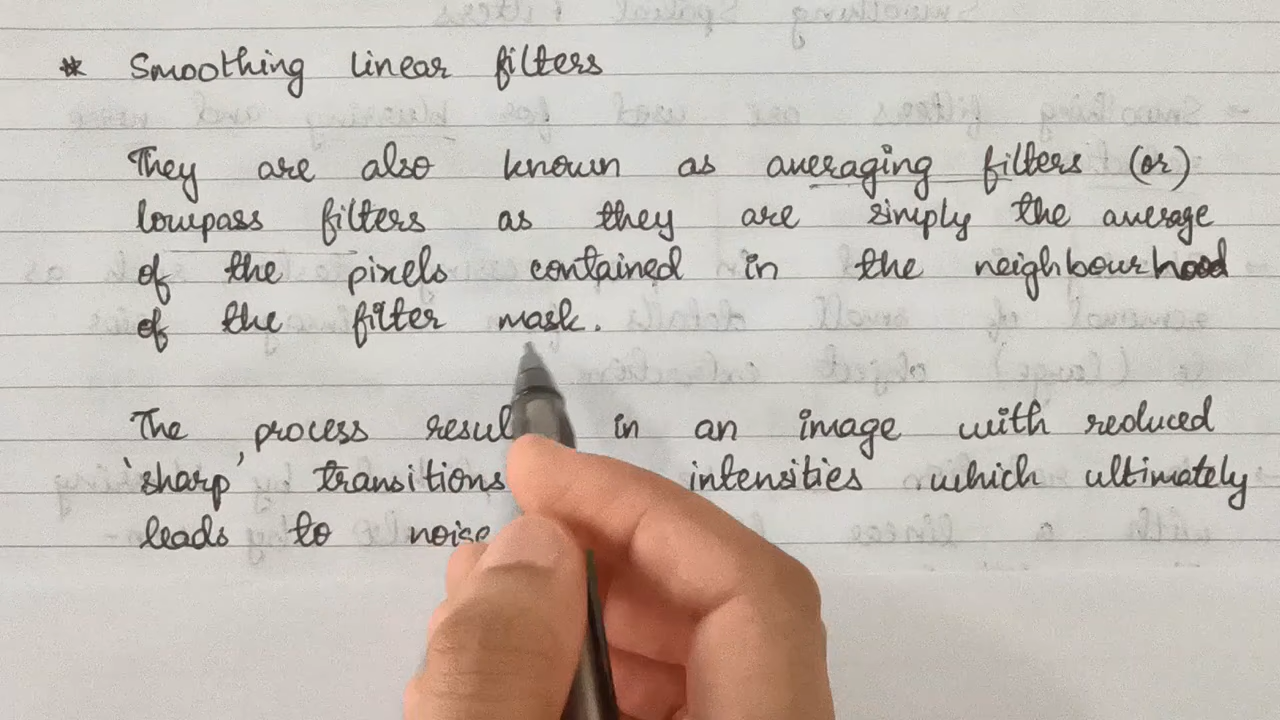 * Smoothing linear filters
They are also known as averaging filters (or)
lowpass filters as they are simply the average
of the pixels contained in the neighbourhood
of the filter mask.
The process resul in an image with reduced
'sharp' transitions intensities which ultimately
leads to noise